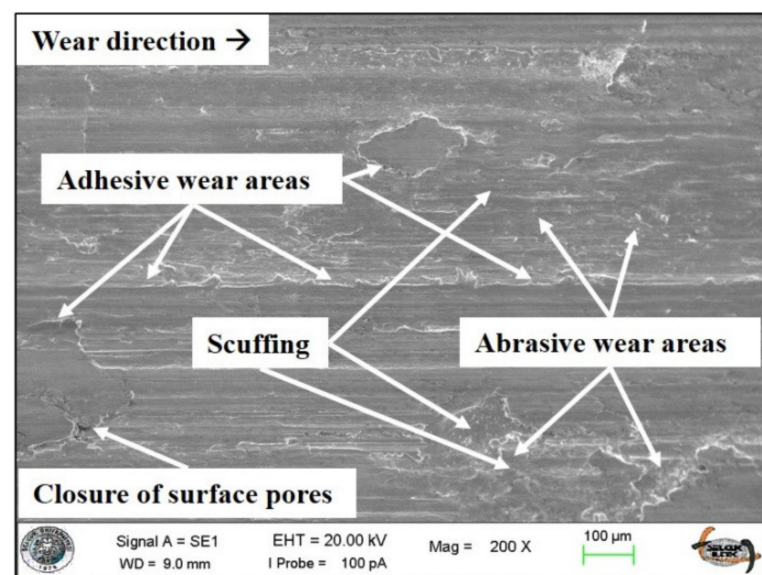 Wear direction →
Adhesive wear areas
Scuffing
Abrasive wear areas
Closure of surface pores
Signal A = SE1
EHT = 20.00 kV
Mag = 200 X
100 µm
WD = 9.0 mm
I Probe = 100 pA